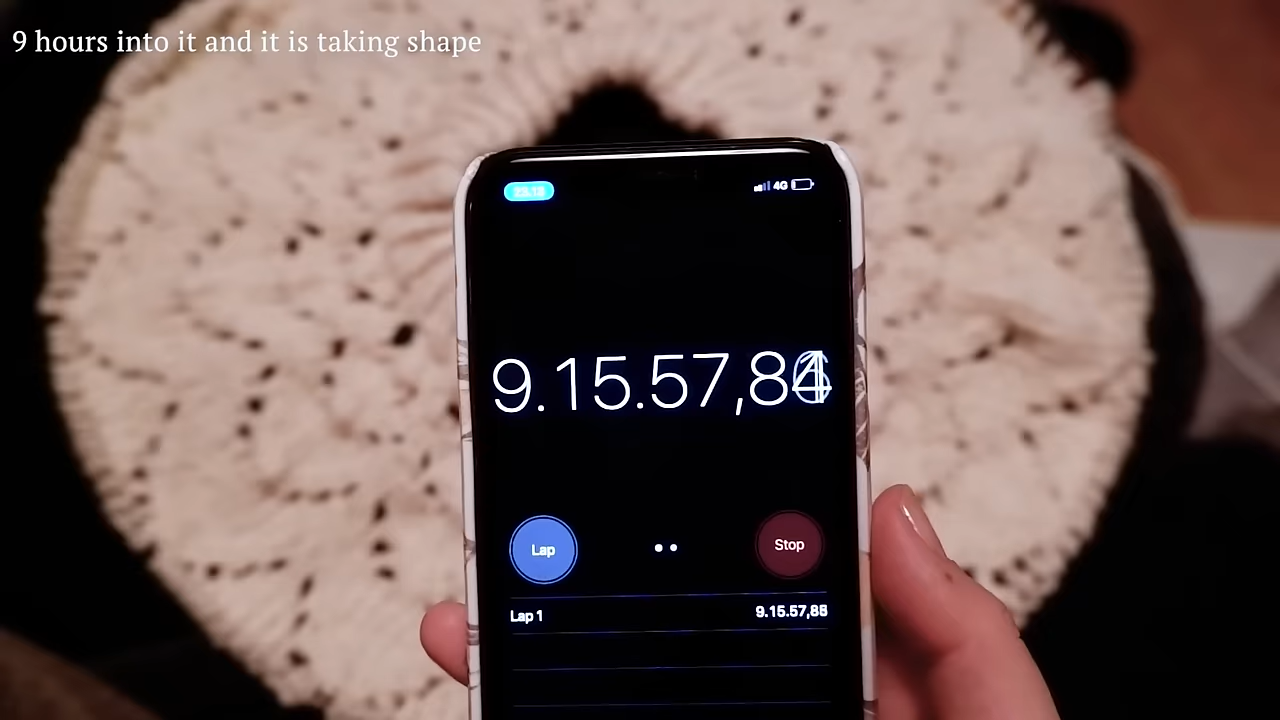 9 hours into it and it is taking shape
4G
9.15.57,8
Lap
Stop
Lap 1
9.15.57,88